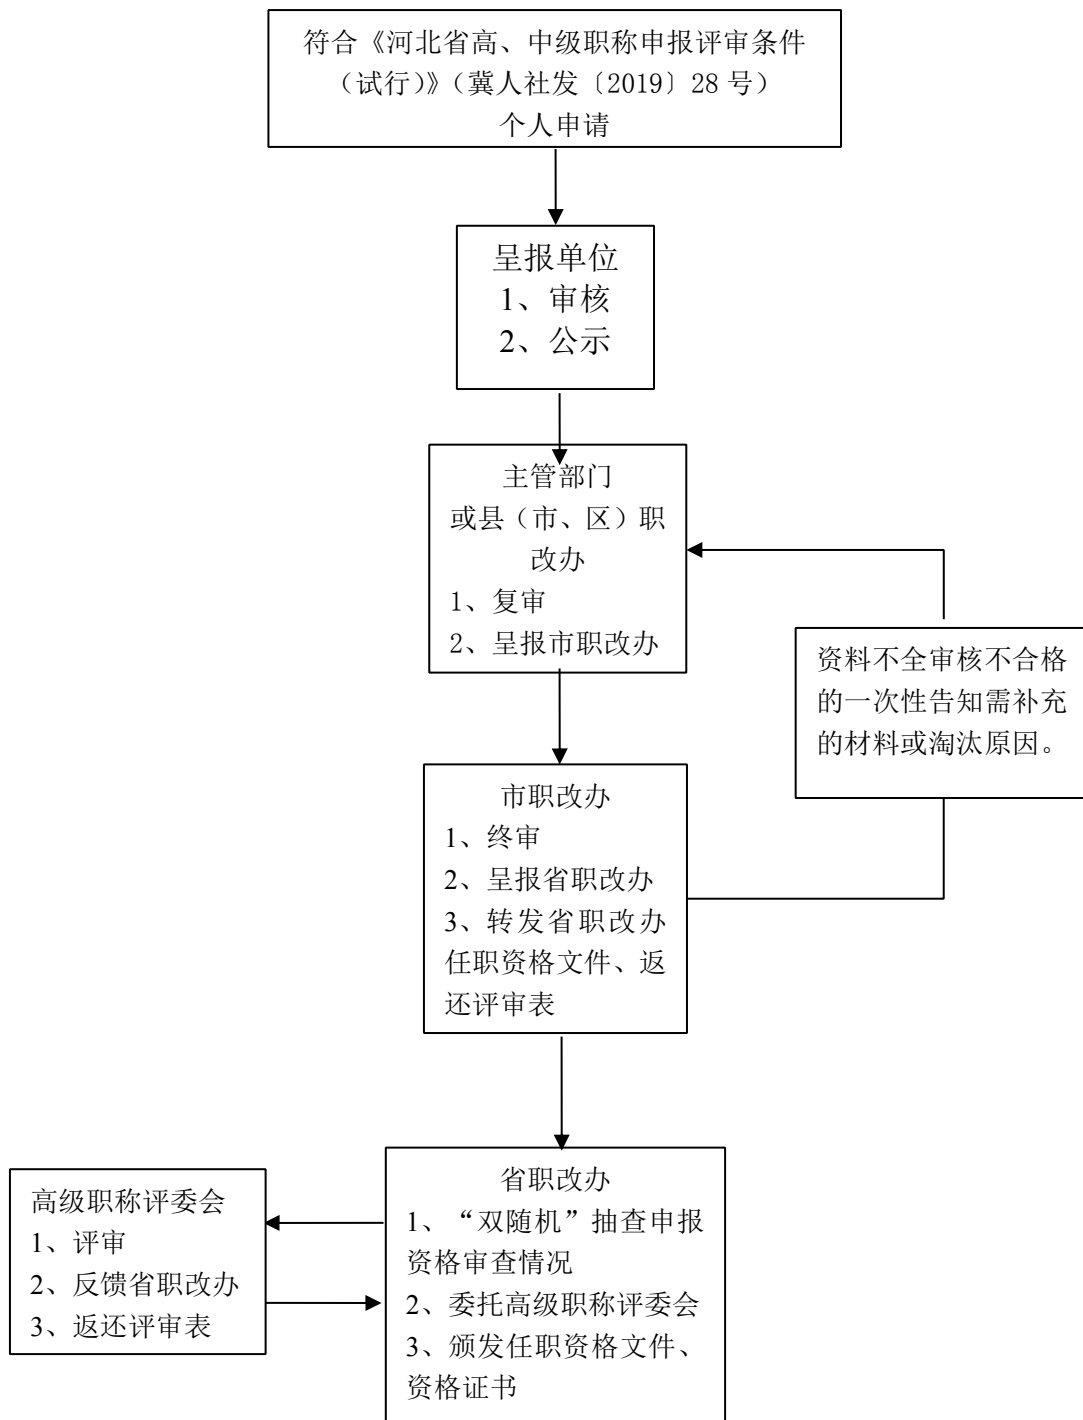 符合《河北省高、中级职称申报评审条件
（试行）》（冀人社发〔2019〕28 号）
个人申请
呈报单位
1、审核
2、公示
主管部门
或县（市、区）职
改办
1、复审
2、呈报市职改办
资料不全审核不合格
的一次性告知需补充
的材料或淘汰原因。
市职改办
1、终审
2、呈报省职改办
3、转发省职改办
任职资格文件、返
还评审表
省职改办
1、“双随机”抽查申报
资格审查情况
2、委托高级职称评委会
3、颁发任职资格文件、
资格证书
高级职称评委会
1、评审
2、反馈省职改办
3、返还评审表